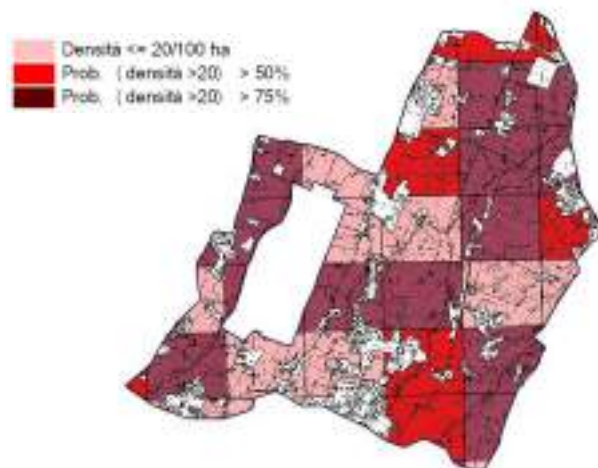 Densità <= 20/100 ha
Prob. ( densità >20) > 50%
Prob. ( densità >20) > 75%